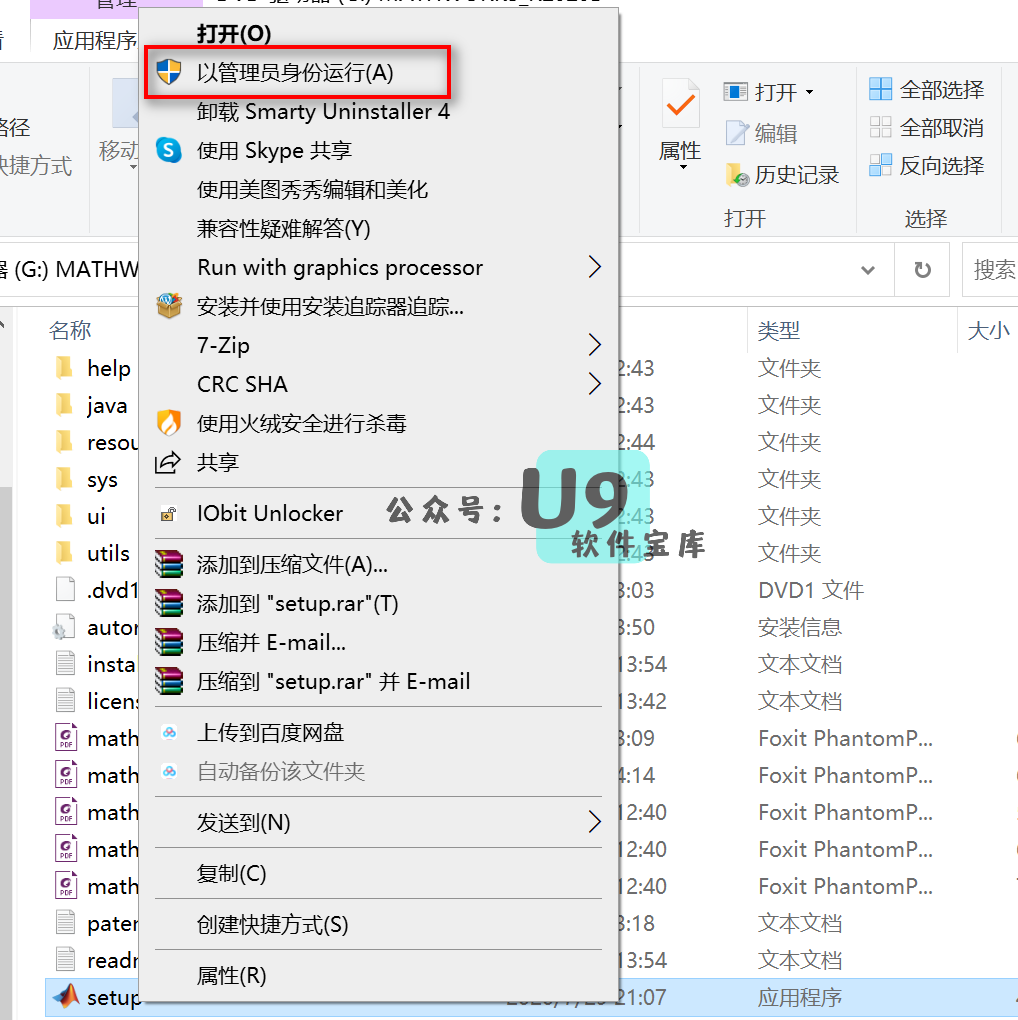 管理
应用程序
打开(O)
以管理员身份运行(A)
卸载 Smarty Uninstaller 4
使用 Skype 共享
使用美图秀秀编辑和美化
兼容性疑难解答(Y)
Run with graphics processor
安装并使用安装追踪器追踪...
7-Zip
CRC SHA
使用火绒安全进行杀毒
共享
IObit Unlocker
添加到压缩文件(A)...
添加到 "setup.rar"(T)
压缩并 E-mail...
压缩到 "setup.rar" 并 E-mail
上传到百度网盘
自动备份该文件夹
发送到(N)
复制(C)
创建快捷方式(S)
属性(R)
移动
快捷方式
属性
打开
编辑
历史记录
打开
全部选择
全部取消
反向选择
选择
(G:) MATHW
搜索
名称 类型 大小
help 2:43 文件夹
java 2:43 文件夹
resou 2:44 文件夹
sys 2:43 文件夹
ui 2:43 文件夹
utils 2:43 文件夹
.dvd1 3:03 DVD1 文件
autor 3:50 安装信息
insta 13:54 文本文档
licens 13:42 文本文档
math 3:09 Foxit PhantomP...
math 4:14 Foxit PhantomP...
math 12:40 Foxit PhantomP...
math 12:40 Foxit PhantomP...
math 12:40 Foxit PhantomP...
paten 3:18 文本文档
readr 13:54 文本文档
setup 21:07 应用程序
公众号：U9
软件宝库